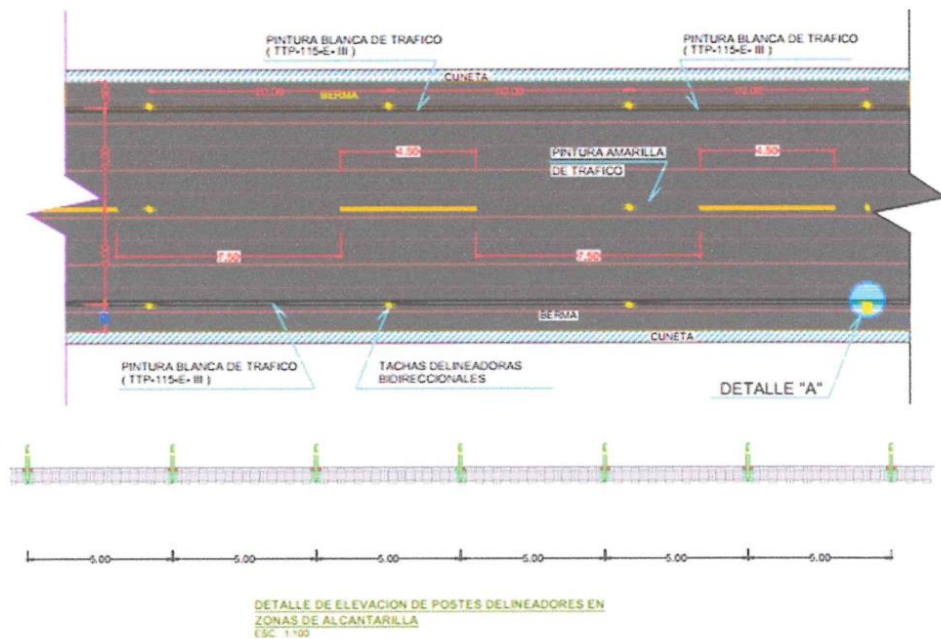 PINTURA BLANCA DE TRAFICO
( TTP-115-E- III )
PINTURA BLANCA DE TRAFICO
( TTP-115-E- III )
CUNETA
BERMA
4.50
PINTURA AMARILLA
DE TRAFICO
4.50
7.50
7.50
BERMA
CUNETA
PINTURA BLANCA DE TRAFICO
( TTP-115-E- III )
TACHAS DELINEADORAS
BIDIRECCIONALES
DETALLE "A"
5.00
5.00
5.00
5.00
5.00
5.00
DETALLE DE ELEVACION DE POSTES DELINEADORES EN
ZONAS DE ALCANTARILLA
ESC. 1:100